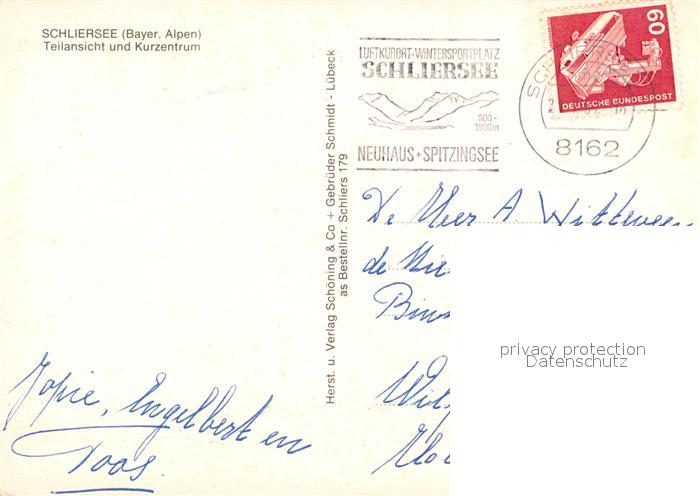 SCHLIERSEE (Bayer. Alpen)
Teilansicht und Kurzentrum
LUFTKURORT+WINTERSPORTPLATZ
SCHLIERSEE
800-
1900m
NEUHAUS+SPITZINGSEE
8162
60
DEUTSCHE BUNDESPOST
Herst. u. Verlag Schöning & Co + Gebrüder Schmidt - Lübeck
as Bestellnr. Schliers 179
De Heer A
de
privacy protection
Datenschutz
Jopie, Engelbert en
Toos.